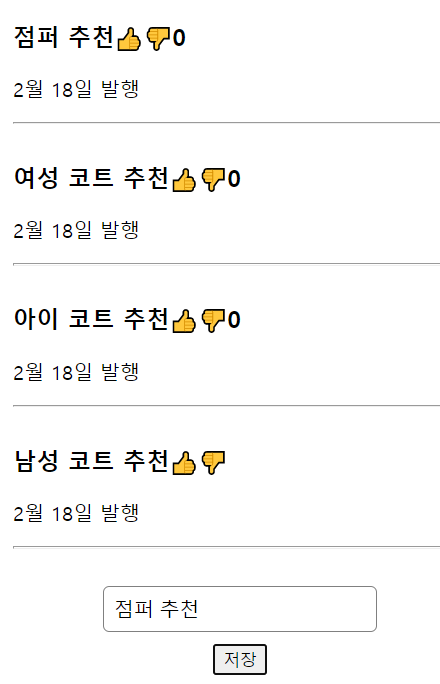 점퍼 추천👍👎0
2월 18일 발행
여성 코트 추천👍👎0
2월 18일 발행
아이 코트 추천👍👎0
2월 18일 발행
남성 코트 추천👍👎
2월 18일 발행
점퍼 추천
저장